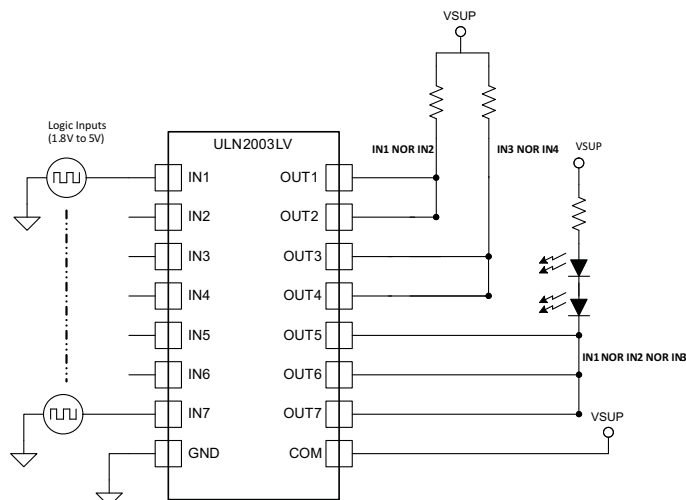 VSUP
Logic Inputs
(1.8V to 5V)
ULN2003LV
IN1 NOR IN2
IN3 NOR IN4
VSUP
IN1
OUT1
IN2
OUT2
IN3
OUT3
IN4
OUT4
IN5
OUT5
IN1 NOR IN2 NOR IN3
IN6
OUT6
IN7
OUT7
VSUP
GND
COM